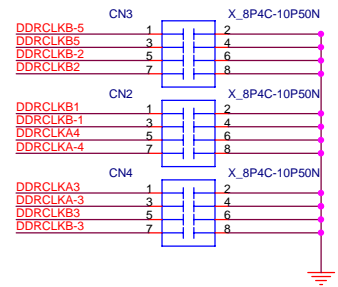 CN3 X_8P4C-10P50N
DDRCLKB-5 1 2
DDRCLKB5 3 4
DDRCLKB-2 5 6
DDRCLKB2 7 8
CN2 X_8P4C-10P50N
DDRCLKB1 1 2
DDRCLKB-1 3 4
DDRCLKA4 5 6
DDRCLKA-4 7 8
CN4 X_8P4C-10P50N
DDRCLKA3 1 2
DDRCLKA-3 3 4
DDRCLKB3 5 6
DDRCLKB-3 7 8